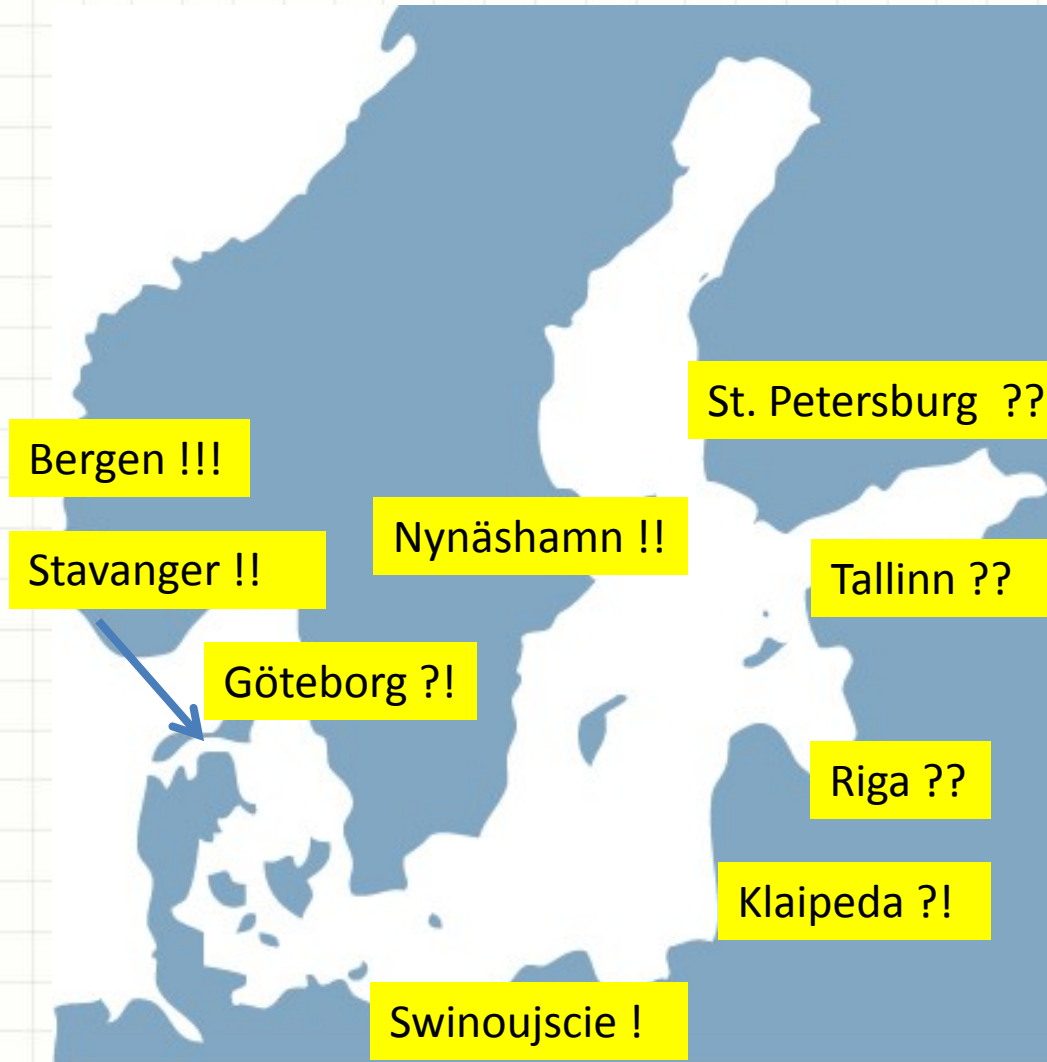 St. Petersburg  ??
Bergen !!!
Nynäshamn !!
Stavanger !!
Tallinn ??
Göteborg ?!
Riga ??
Klaipeda ?!
Swinoujscie !